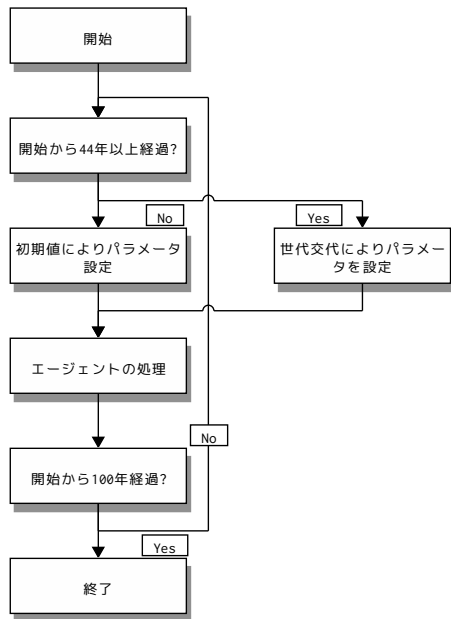 開始
開始から44年以上経過?
No
Yes
初期値によりパラメータ
設定
世代交代によりパラメー
タを設定
エージェントの処理
No
開始から100年経過?
Yes
終了